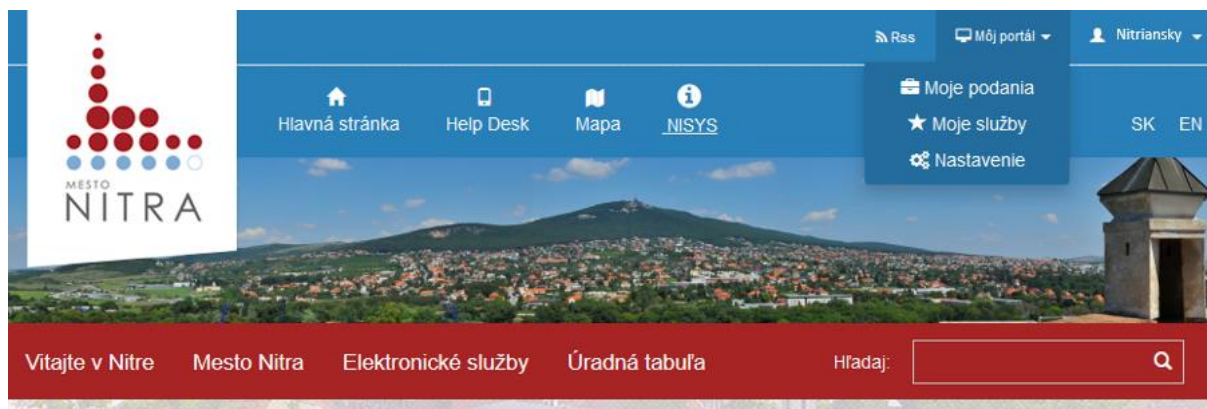 Rss Môj portál Nitriansky
Moje podania
Moje služby
Nastavenie
Hlavná stránka Help Desk Mapa NISYS
SK EN
MESTO
NITRA
Vitajte v Nitre Mesto Nitra Elektronické služby Úradná tabuľa Hľadaj: